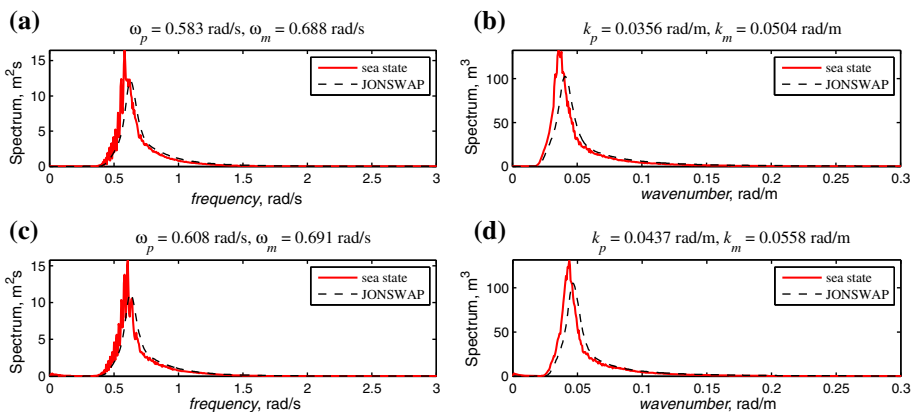 (a)
ω_p = 0.583 rad/s, ω_m = 0.688 rad/s
Spectrum, m²s
15
10
5
0
sea state
JONSWAP
0 0.5 1 1.5 2 2.5 3
frequency, rad/s
(b)
k_p = 0.0356 rad/m, k_m = 0.0504 rad/m
Spectrum, m³
100
50
0
sea state
JONSWAP
0 0.05 0.1 0.15 0.2 0.25 0.3
wavenumber, rad/m
(c)
ω_p = 0.608 rad/s, ω_m = 0.691 rad/s
Spectrum, m²s
15
10
5
0
sea state
JONSWAP
0 0.5 1 1.5 2 2.5 3
frequency, rad/s
(d)
k_p = 0.0437 rad/m, k_m = 0.0558 rad/m
Spectrum, m³
100
50
0
sea state
JONSWAP
0 0.05 0.1 0.15 0.2 0.25 0.3
wavenumber, rad/m